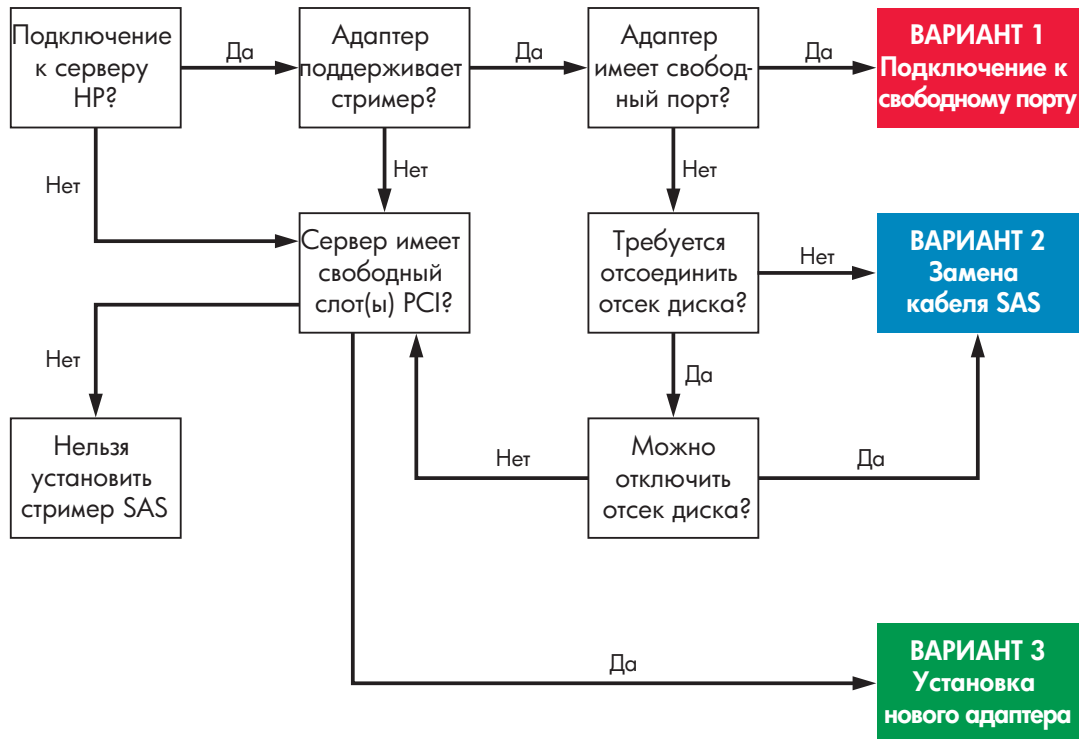 Подключение
к серверу
HP?
Да
Адаптер
поддерживает
стример?
Да
Адаптер
имеет свобод-
ный порт?
Да
ВАРИАНТ 1
Подключение к
свободному порту
Нет
Нет
Нет
Сервер имеет
свободный
слот(ы) PCI?
Требуется
отсоединить
отсек диска?
Нет
ВАРИАНТ 2
Замена
кабеля SAS
Нет
Да
Нельзя
установить
стример SAS
Нет
Можно
отключить
отсек диска?
Да
Да
ВАРИАНТ 3
Установка
нового адаптера